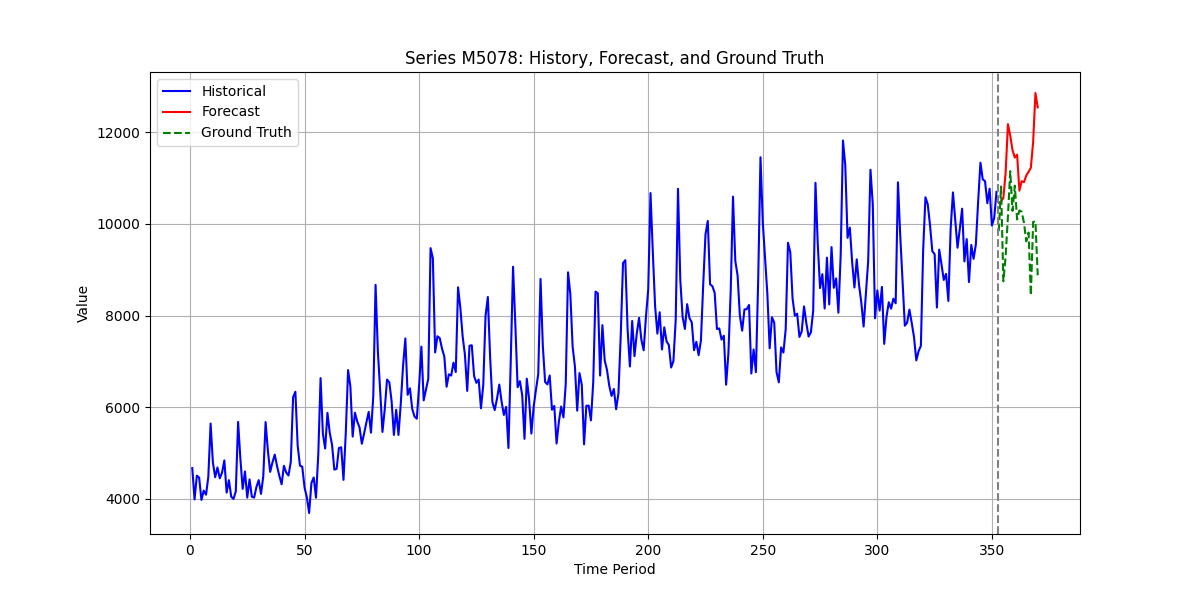 Series M5078: History, Forecast, and Ground Truth
Historical
Forecast
Ground Truth
Value
12000
10000
8000
6000
4000
0 50 100 150 200 250 300 350
Time Period